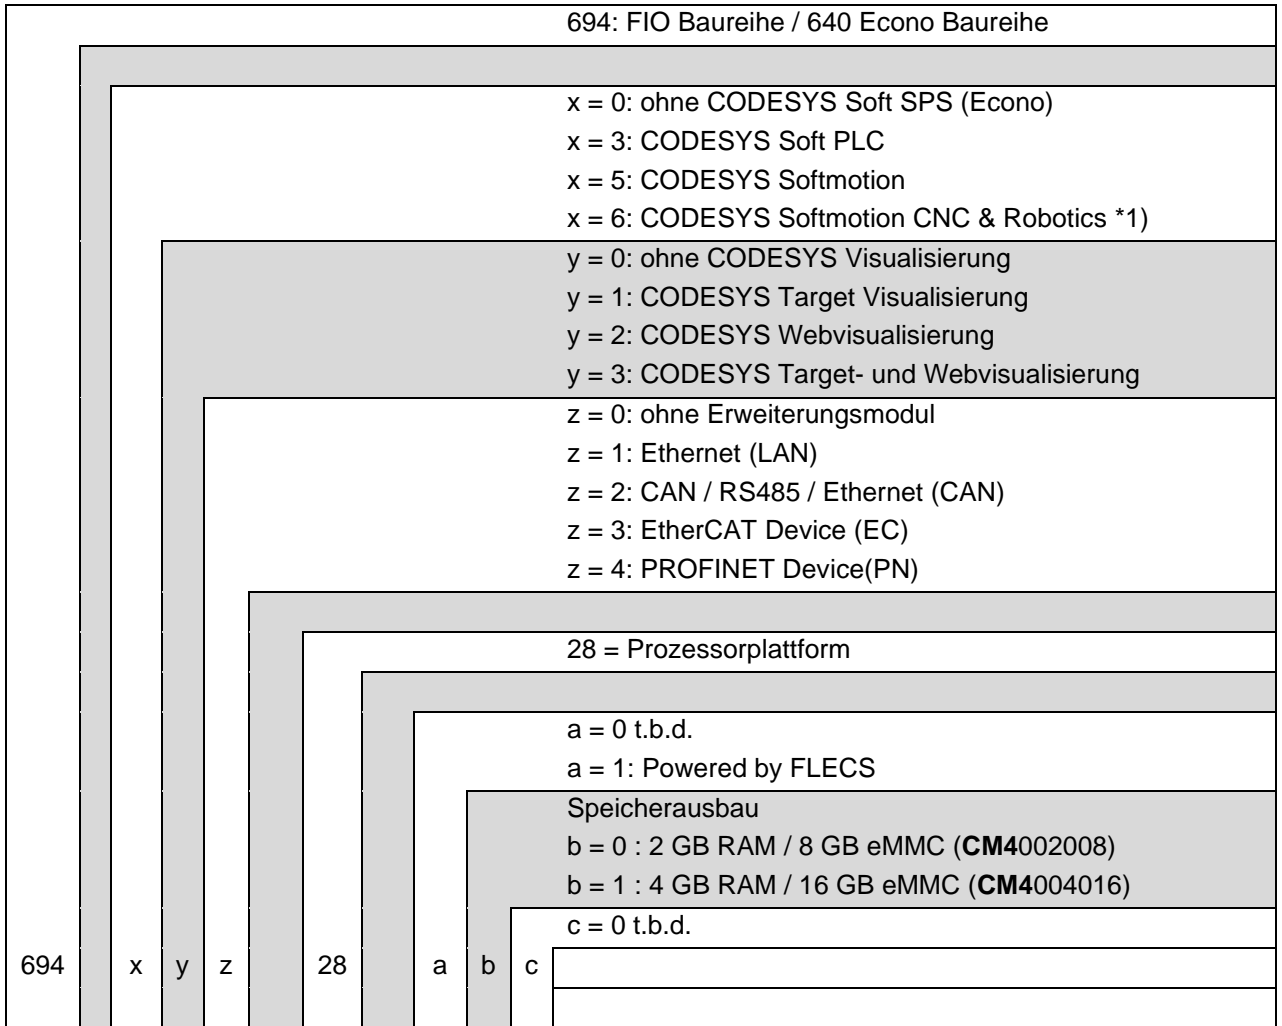 694: FIO Baureihe / 640 Econo Baureihe
x = 0: ohne CODESYS Soft SPS (Econo)
x = 3: CODESYS Soft PLC
x = 5: CODESYS Softmotion
x = 6: CODESYS Softmotion CNC & Robotics *1)
y = 0: ohne CODESYS Visualisierung
y = 1: CODESYS Target Visualisierung
y = 2: CODESYS Webvisualisierung
y = 3: CODESYS Target- und Webvisualisierung
z = 0: ohne Erweiterungsmodul
z = 1: Ethernet (LAN)
z = 2: CAN / RS485 / Ethernet (CAN)
z = 3: EtherCAT Device (EC)
z = 4: PROFINET Device(PN)
28 = Prozessorplattform
a = 0 t.b.d.
a = 1: Powered by FLECS
Speicherausbau
b = 0 : 2 GB RAM / 8 GB eMMC (CM4002008)
b = 1 : 4 GB RAM / 16 GB eMMC (CM4004016)
c = 0 t.b.d.
694 x y z 28 a b c